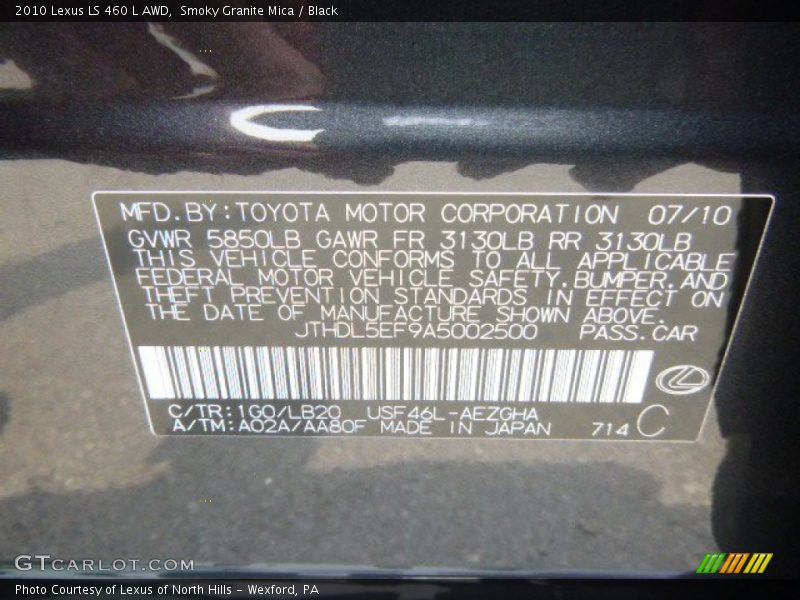 2010 Lexus LS 460 L AWD, Smoky Granite Mica / Black
MFD.BY:TOYOTA MOTOR CORPORATION 07/10
GVWR 5850LB GAWR FR 3130LB RR 3130LB
THIS VEHICLE CONFORMS TO ALL APPLICABLE
FEDERAL MOTOR VEHICLE SAFETY,BUMPER,AND
THEFT PREVENTION STANDARDS IN EFFECT ON
THE DATE OF MANUFACTURE SHOWN ABOVE.
JTHDL5EF9A5002500 PASS.CAR
C/TR:1G0/LB20 USF46L-AEZGHA
A/TM:A02A/AA80F MADE IN JAPAN 714 C
GTCARLOT.COM
Photo Courtesy of Lexus of North Hills - Wexford, PA